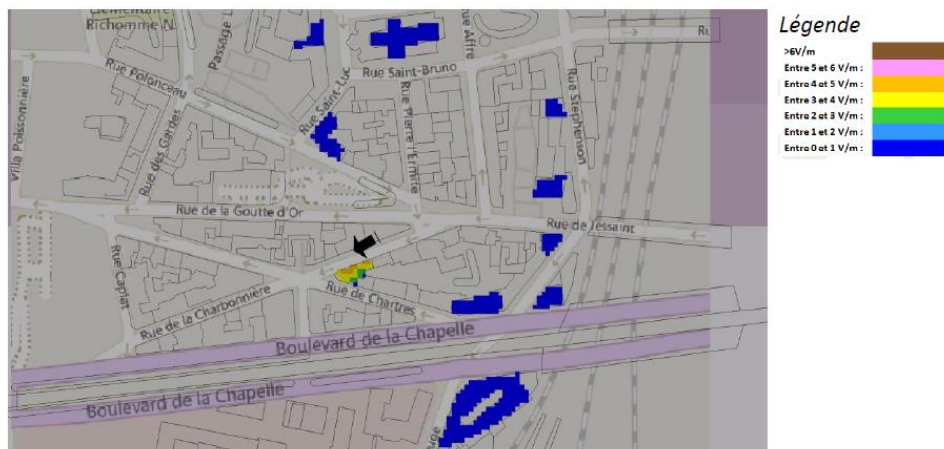 Richomme N
Passage L
Rue Polonceau
Rue des Gardes
Villa Poissonnière
Rue Saint-Luc
Rue Saint-Bruno
Rue Pierre l'Ermite
Rue Affre
Rue Stephenson
Ru
Rue de la Goutte d'Or
Rue de Jessaint
Rue Caplat
Rue de la Charbonnière
Rue de Chartres
Boulevard de la Chapelle
Boulevard de la Chapelle
Légende
>6V/m
Entre 5 et 6 V/m :
Entre 4 et 5 V/m :
Entre 3 et 4 V/m :
Entre 2 et 3 V/m :
Entre 1 et 2 V/m :
Entre 0 et 1 V/m :